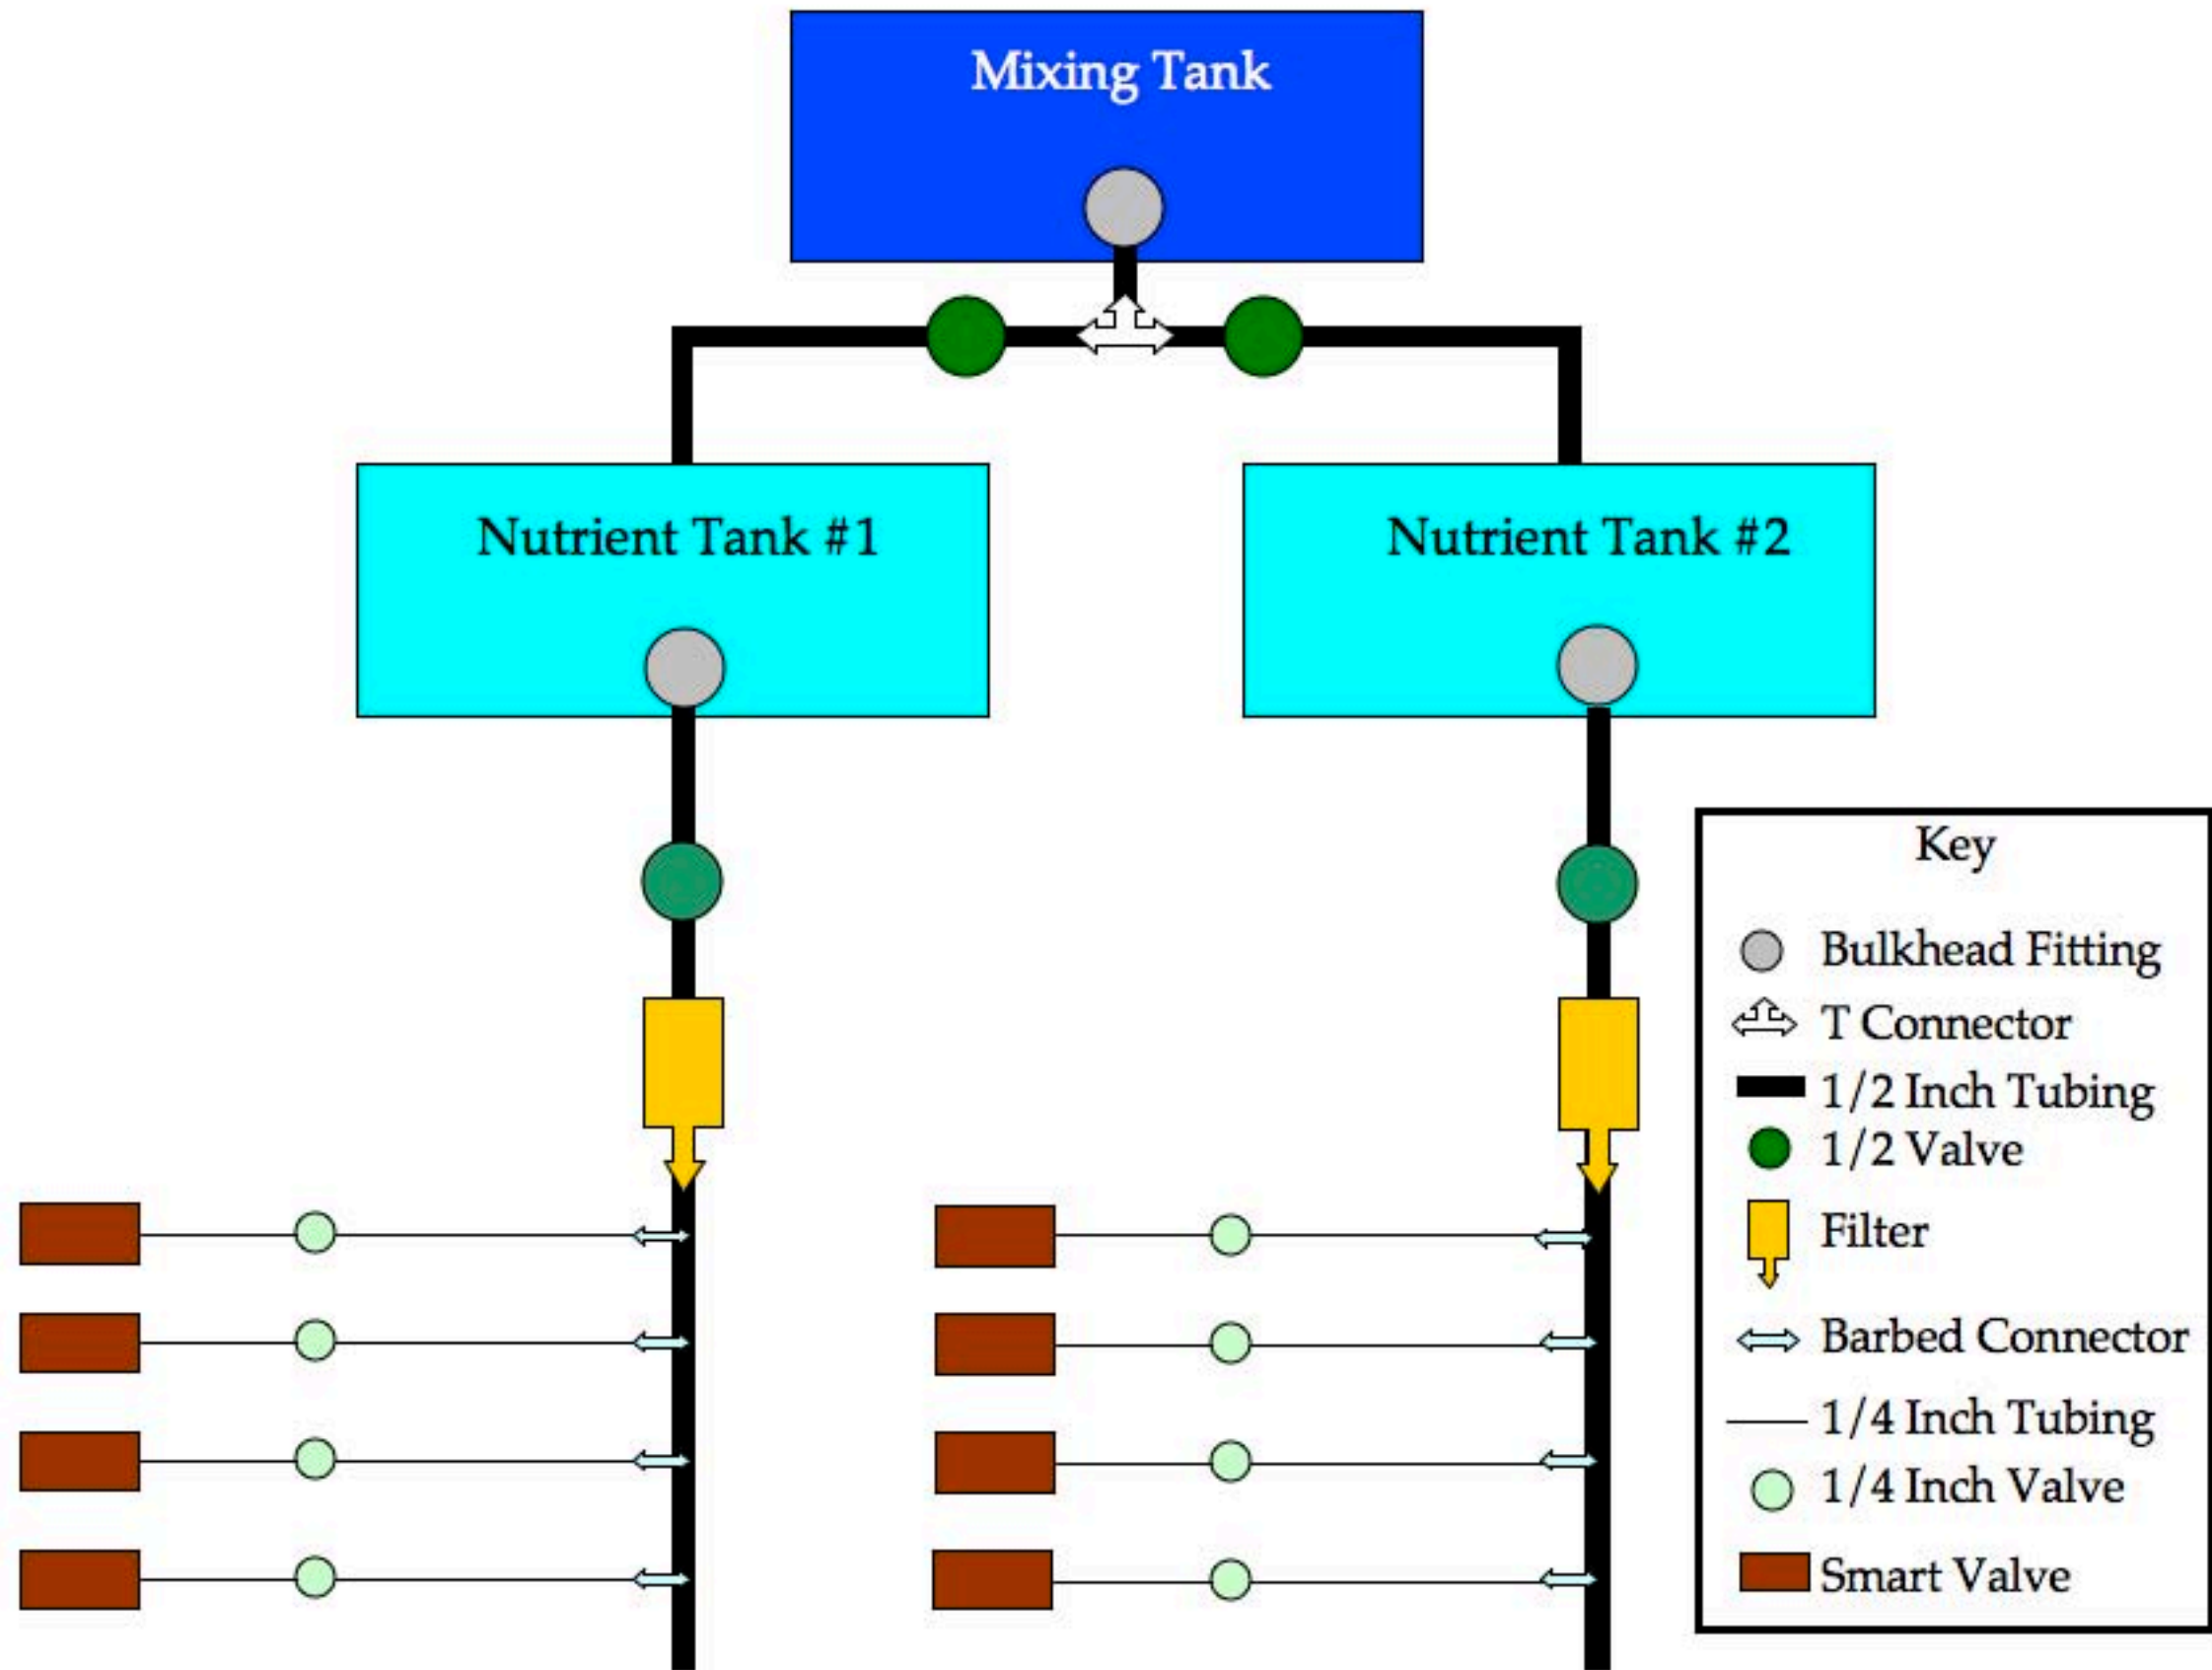 Mixing Tank
Nutrient Tank #1
Nutrient Tank #2
Key
Bulkhead Fitting
T Connector
1/2 Inch Tubing
1/2 Valve
Filter
Barbed Connector
1/4 Inch Tubing
1/4 Inch Valve
Smart Valve